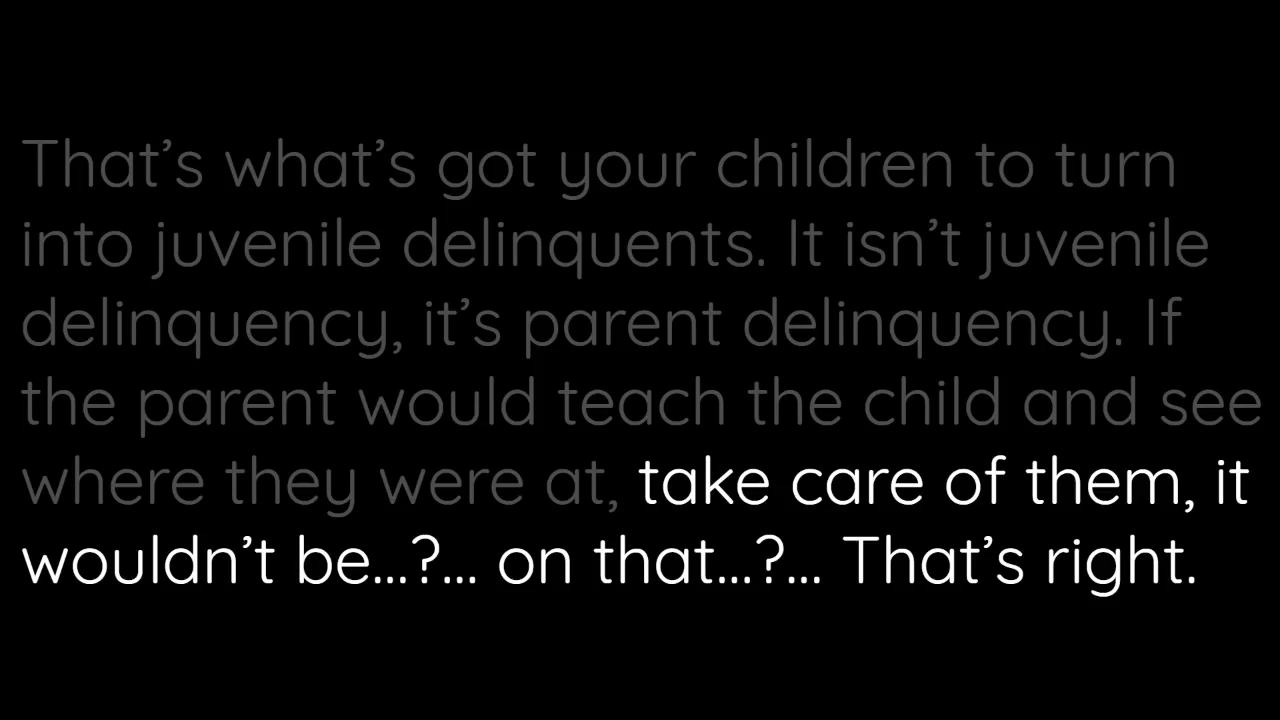 That’s what’s got your children to turn
into juvenile delinquents. It isn’t juvenile
delinquency, it’s parent delinquency. If
the parent would teach the child and see
where they were at, take care of them, it
wouldn’t be...?... on that...?... That’s right.